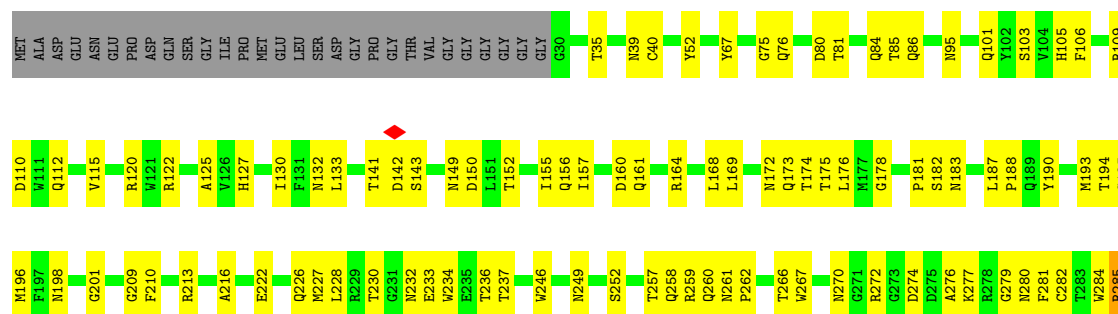 MET ALA ASP GLU ASN GLU PRO ASP GLN SER GLY ILE PRO MET GLU LEU SER ASP GLY PRO GLY THR VAL GLY GLY GLY GLY GLY GLY G30 T35 N39 C40 Y52 Y67 G75 Q76 D80 T81 Q84 T85 Q86 N95 Q101 Y102 S103 V104 H105 F106 R109
D110 W111 Q112 V115 R120 W121 R122 A125 V126 H127 I130 F131 N132 L133 T141 D142 S143 N149 D150 L151 T152 I155 Q156 I157 D160 Q161 R164 L168 L169 N172 Q173 T174 T175 L176 M177 G178 P181 S182 N183 L187 P188 Q189 Y190 M193 T194
M196 F197 N198 G201 G209 F210 R213 A216 E222 Q226 M227 L228 R229 T230 G231 N232 E233 W234 E235 T236 T237 W246 N249 S252 T257 Q258 R259 Q260 N261 P262 T266 W267 N270 G271 R272 G273 D274 D275 A276 K277 R278 G279 N280 F281 C282 T283 W284